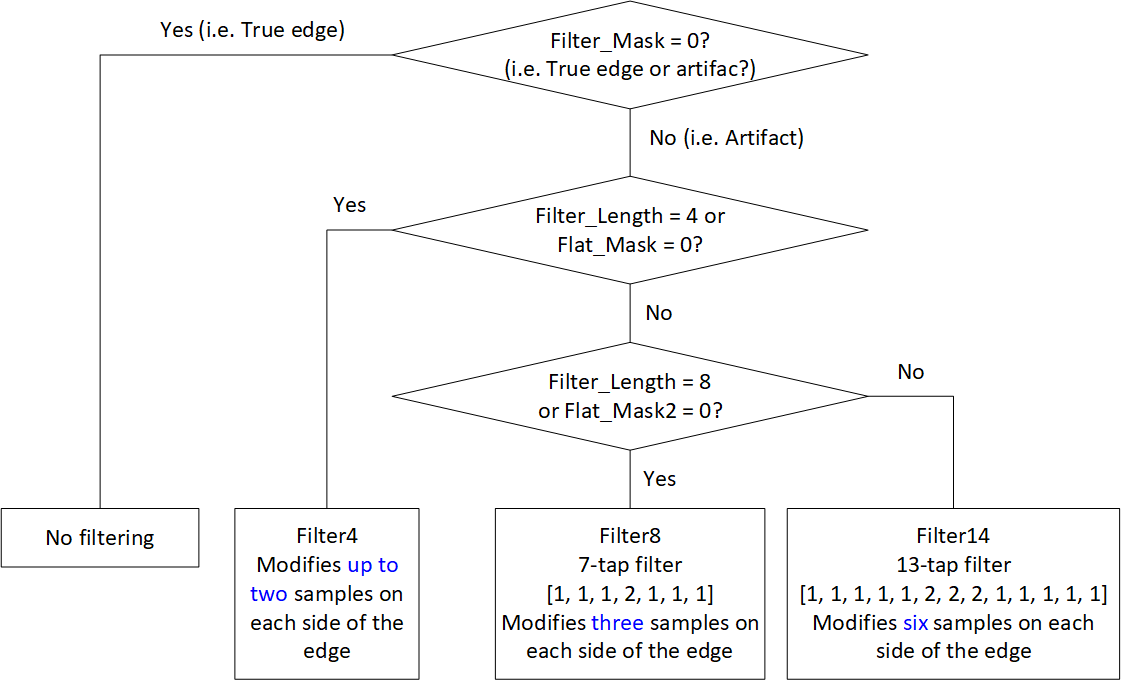 Yes (i.e. True edge)
Filter_Mask = 0?
(i.e. True edge or artifac?)
No (i.e. Artifact)
Yes
Filter_Length = 4 or
Flat_Mask = 0?
No
Filter_Length = 8
or Flat_Mask2 = 0?
No
Yes
No filtering
Filter4
Modifies up to
two samples on
each side of the
edge
Filter8
7-tap filter
[1, 1, 1, 2, 1, 1, 1]
Modifies three samples on
each side of the edge
Filter14
13-tap filter
[1, 1, 1, 1, 1, 2, 2, 2, 1, 1, 1, 1, 1]
Modifies six samples on each
side of the edge